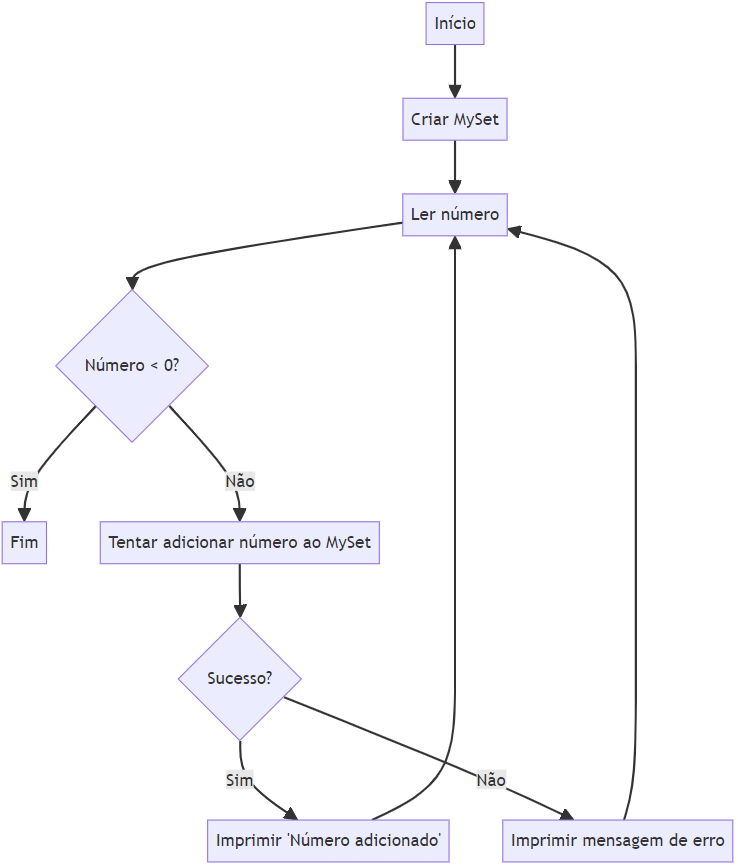 Início
Criar MySet
Ler número
Número < 0?
Sim
Não
Fim
Tentar adicionar número ao MySet
Sucesso?
Sim
Não
Imprimir 'Número adicionado'
Imprimir mensagem de erro